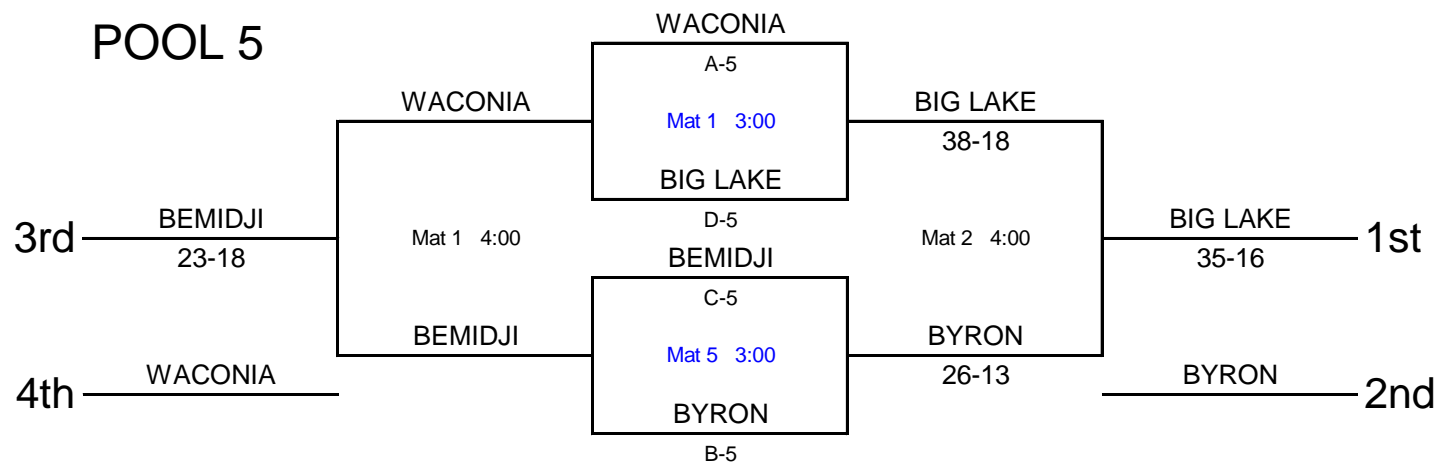 POOL 5
WACONIA
A-5
WACONIA
Mat 1 3:00
BIG LAKE
38-18
BIG LAKE
D-5
3rd
BEMIDJI
23-18
Mat 1 4:00
Mat 2 4:00
BIG LAKE
35-16
1st
BEMIDJI
C-5
BEMIDJI
Mat 5 3:00
BYRON
26-13
4th
WACONIA
BYRON
B-5
BYRON
2nd